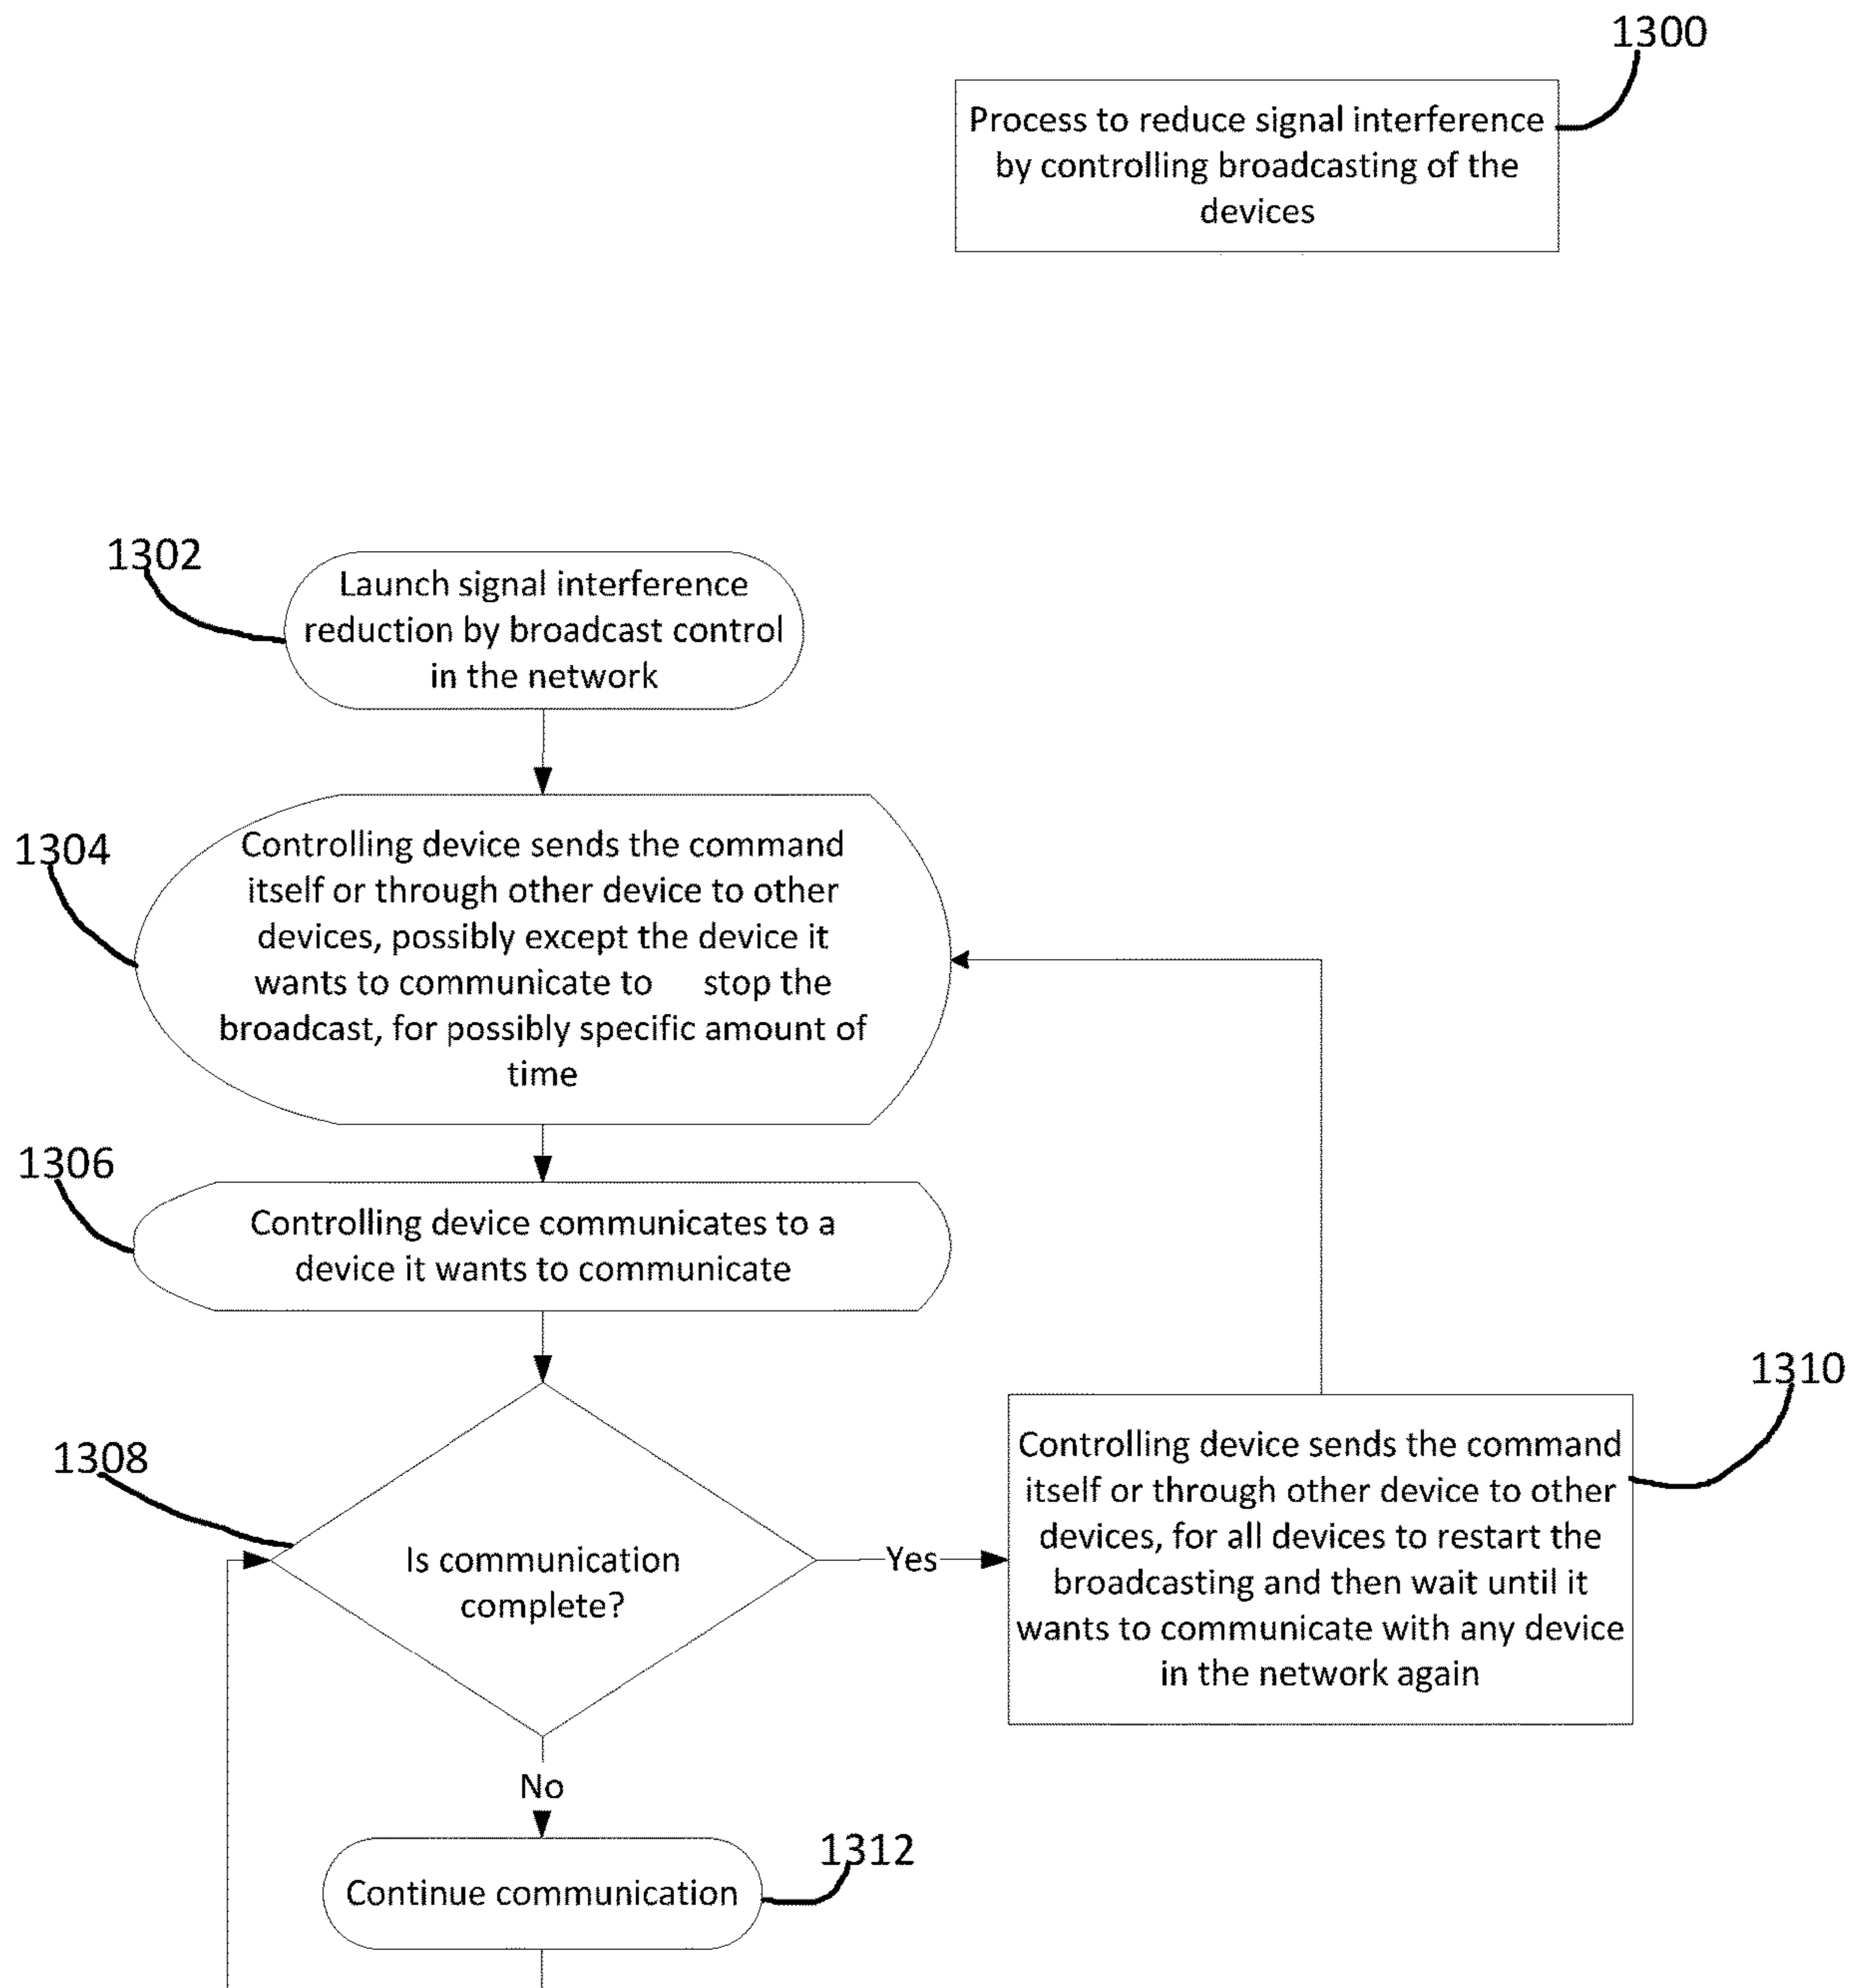 1300
Process to reduce signal interference
by controlling broadcasting of the
devices
1302
Launch signal interference
reduction by broadcast control
in the network
1304
Controlling device sends the command
itself or through other device to other
devices, possibly except the device it
wants to communicate to stop the
broadcast, for possibly specific amount of
time
1306
Controlling device communicates to a
device it wants to communicate
1308
Is communication
complete?
Yes
1310
Controlling device sends the command
itself or through other device to other
devices, for all devices to restart the
broadcasting and then wait until it
wants to communicate with any device
in the network again
No
1312
Continue communication